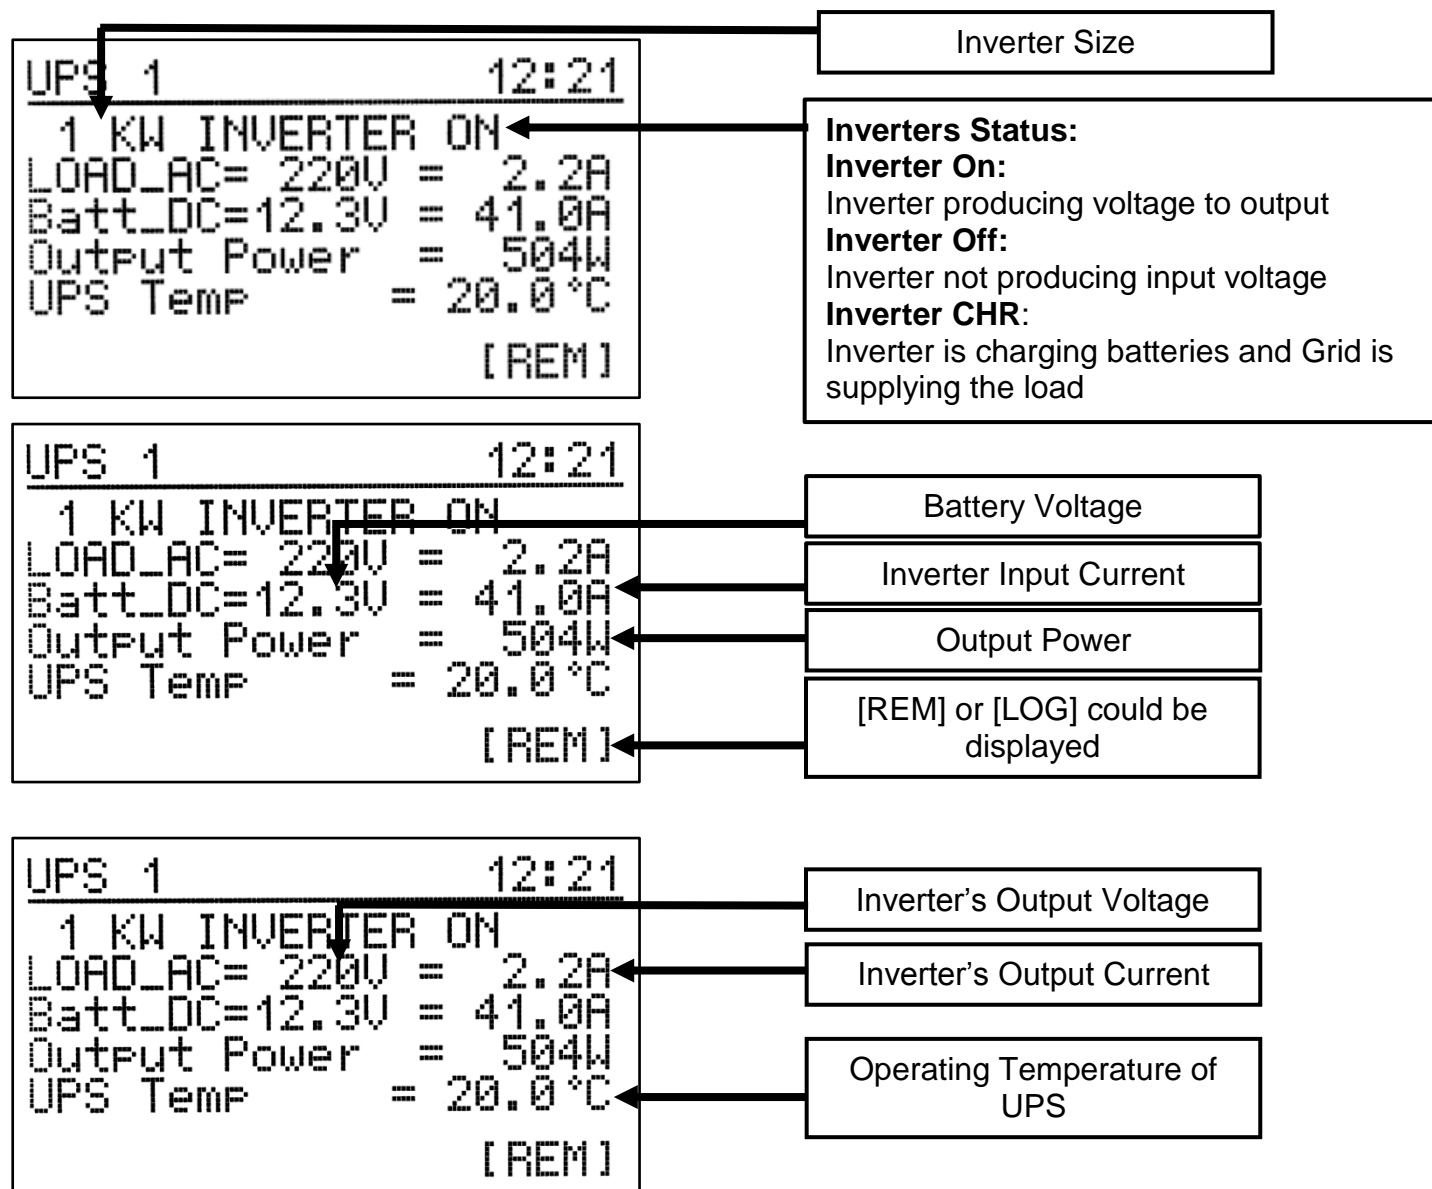 Inverter Size
UPS 1 12:21
1 KW INVERTER ON
LOAD_AC= 220V = 2.2A
Batt_DC=12.3V = 41.0A
Output Power = 504W
UPS Temp = 20.0°C
[REM]
Inverters Status:
Inverter On:
Inverter producing voltage to output
Inverter Off:
Inverter not producing input voltage
Inverter CHR:
Inverter is charging batteries and Grid is
supplying the load
UPS 1 12:21
1 KW INVERTER ON
LOAD_AC= 220V = 2.2A
Batt_DC=12.3V = 41.0A
Output Power = 504W
UPS Temp = 20.0°C
[REM]
Battery Voltage
Inverter Input Current
Output Power
[REM] or [LOG] could be
displayed
UPS 1 12:21
1 KW INVERTER ON
LOAD_AC= 220V = 2.2A
Batt_DC=12.3V = 41.0A
Output Power = 504W
UPS Temp = 20.0°C
[REM]
Inverter’s Output Voltage
Inverter’s Output Current
Operating Temperature of
UPS